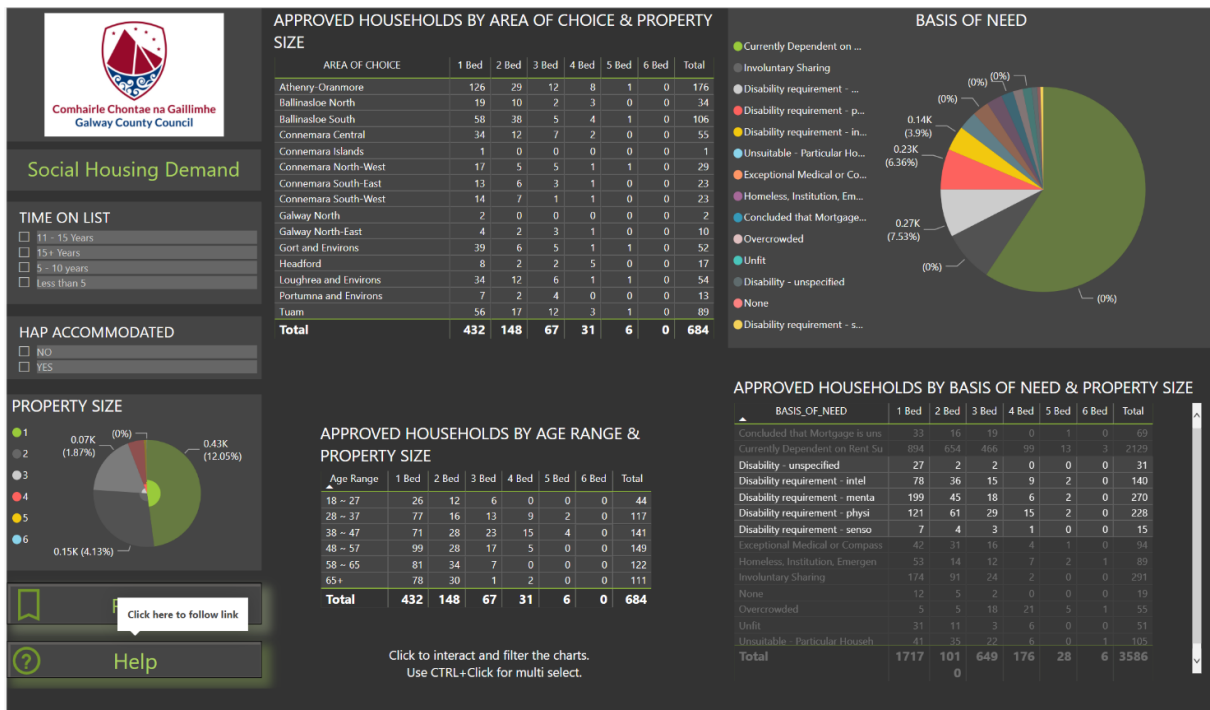 Comhairle Chontae na Gaillimhe
Galway County Council
Social Housing Demand
TIME ON LIST
11 - 15 Years
15+ Years
5 - 10 years
Less than 5
HAP ACCOMMODATED
NO
YES
PROPERTY SIZE
1
2
3
4
5
6
(0%)
0.07K
(1.87%)
0.43K
(12.05%)
0.15K (4.13%)
Click here to follow link
Help
APPROVED HOUSEHOLDS BY AREA OF CHOICE & PROPERTY
SIZE
AREA OF CHOICE 1 Bed 2 Bed 3 Bed 4 Bed 5 Bed 6 Bed Total
Athenry-Oranmore 126 29 12 8 1 0 176
Ballinasloe North 19 10 2 3 0 0 34
Ballinasloe South 58 38 5 4 1 0 106
Connemara Central 34 12 7 2 0 0 55
Connemara Islands 1 0 0 0 0 0 1
Connemara North-West 17 5 5 1 1 0 29
Connemara South-East 13 6 3 1 0 0 23
Connemara South-West 14 7 1 1 0 0 23
Galway North 2 0 0 0 0 0 2
Galway North-East 4 2 3 1 0 0 10
Gort and Environs 39 6 5 1 1 0 52
Headford 8 2 2 5 0 0 17
Loughrea and Environs 34 12 6 1 1 0 54
Portumna and Environs 7 2 4 0 0 0 13
Tuam 56 17 12 3 1 0 89
Total 432 148 67 31 6 0 684
APPROVED HOUSEHOLDS BY AGE RANGE &
PROPERTY SIZE
Age Range 1 Bed 2 Bed 3 Bed 4 Bed 5 Bed 6 Bed Total
18 ~ 27 26 12 6 0 0 0 44
28 ~ 37 77 16 13 9 2 0 117
38 ~ 47 71 28 23 15 4 0 141
48 ~ 57 99 28 17 5 0 0 149
58 ~ 65 81 34 7 0 0 0 122
65+ 78 30 1 2 0 0 111
Total 432 148 67 31 6 0 684
Click to interact and filter the charts.
Use CTRL+Click for multi select.
BASIS OF NEED
Currently Dependent on ...
Involuntary Sharing
Disability requirement - ...
Disability requirement - p...
Disability requirement - in...
Unsuitable - Particular Ho...
Exceptional Medical or Co...
Homeless, Institution, Em...
Concluded that Mortgage...
Overcrowded
Unfit
Disability - unspecified
None
Disability requirement - s...
(0%) (0%)
(0%)
0.14K
(3.9%)
0.23K
(6.36%)
0.27K
(7.53%)
(0%)
(0%)
APPROVED HOUSEHOLDS BY BASIS OF NEED & PROPERTY SIZE
BASIS_OF_NEED 1 Bed 2 Bed 3 Bed 4 Bed 5 Bed 6 Bed Total
Concluded that Mortgage is uns 33 16 19 0 1 0 69
Currently Dependent on Rent Su 894 654 466 99 13 3 2129
Disability - unspecified 27 2 2 0 0 0 31
Disability requirement - intel 78 36 15 9 2 0 140
Disability requirement - menta 199 45 18 6 2 0 270
Disability requirement - physi 121 61 29 15 2 0 228
Disability requirement - senso 7 4 3 1 0 0 15
Exceptional Medical or Compass 42 31 16 4 1 0 94
Homeless, Institution, Emergen 53 14 12 7 2 1 89
Involuntary Sharing 174 91 24 2 0 0 291
None 12 5 2 0 0 0 19
Overcrowded 5 5 18 21 5 1 55
Unfit 31 11 3 6 0 0 51
Unsuitable - Particular Househ 41 35 22 6 0 1 105
Total 1717 101 649 176 28 6 3586
0